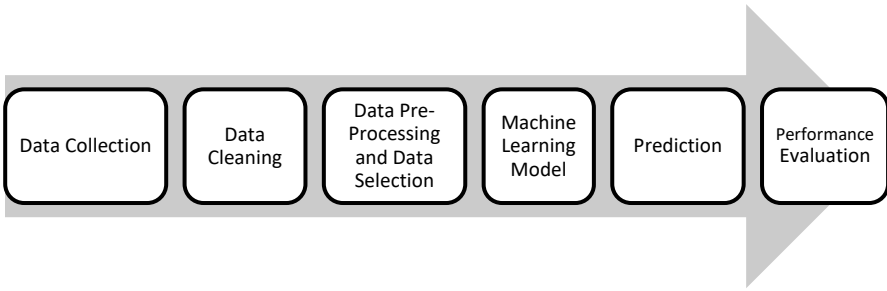 Data Collection
Data
Cleaning
Data Pre-
Processing
and Data
Selection
Machine
Learning
Model
Prediction
Performance
Evaluation